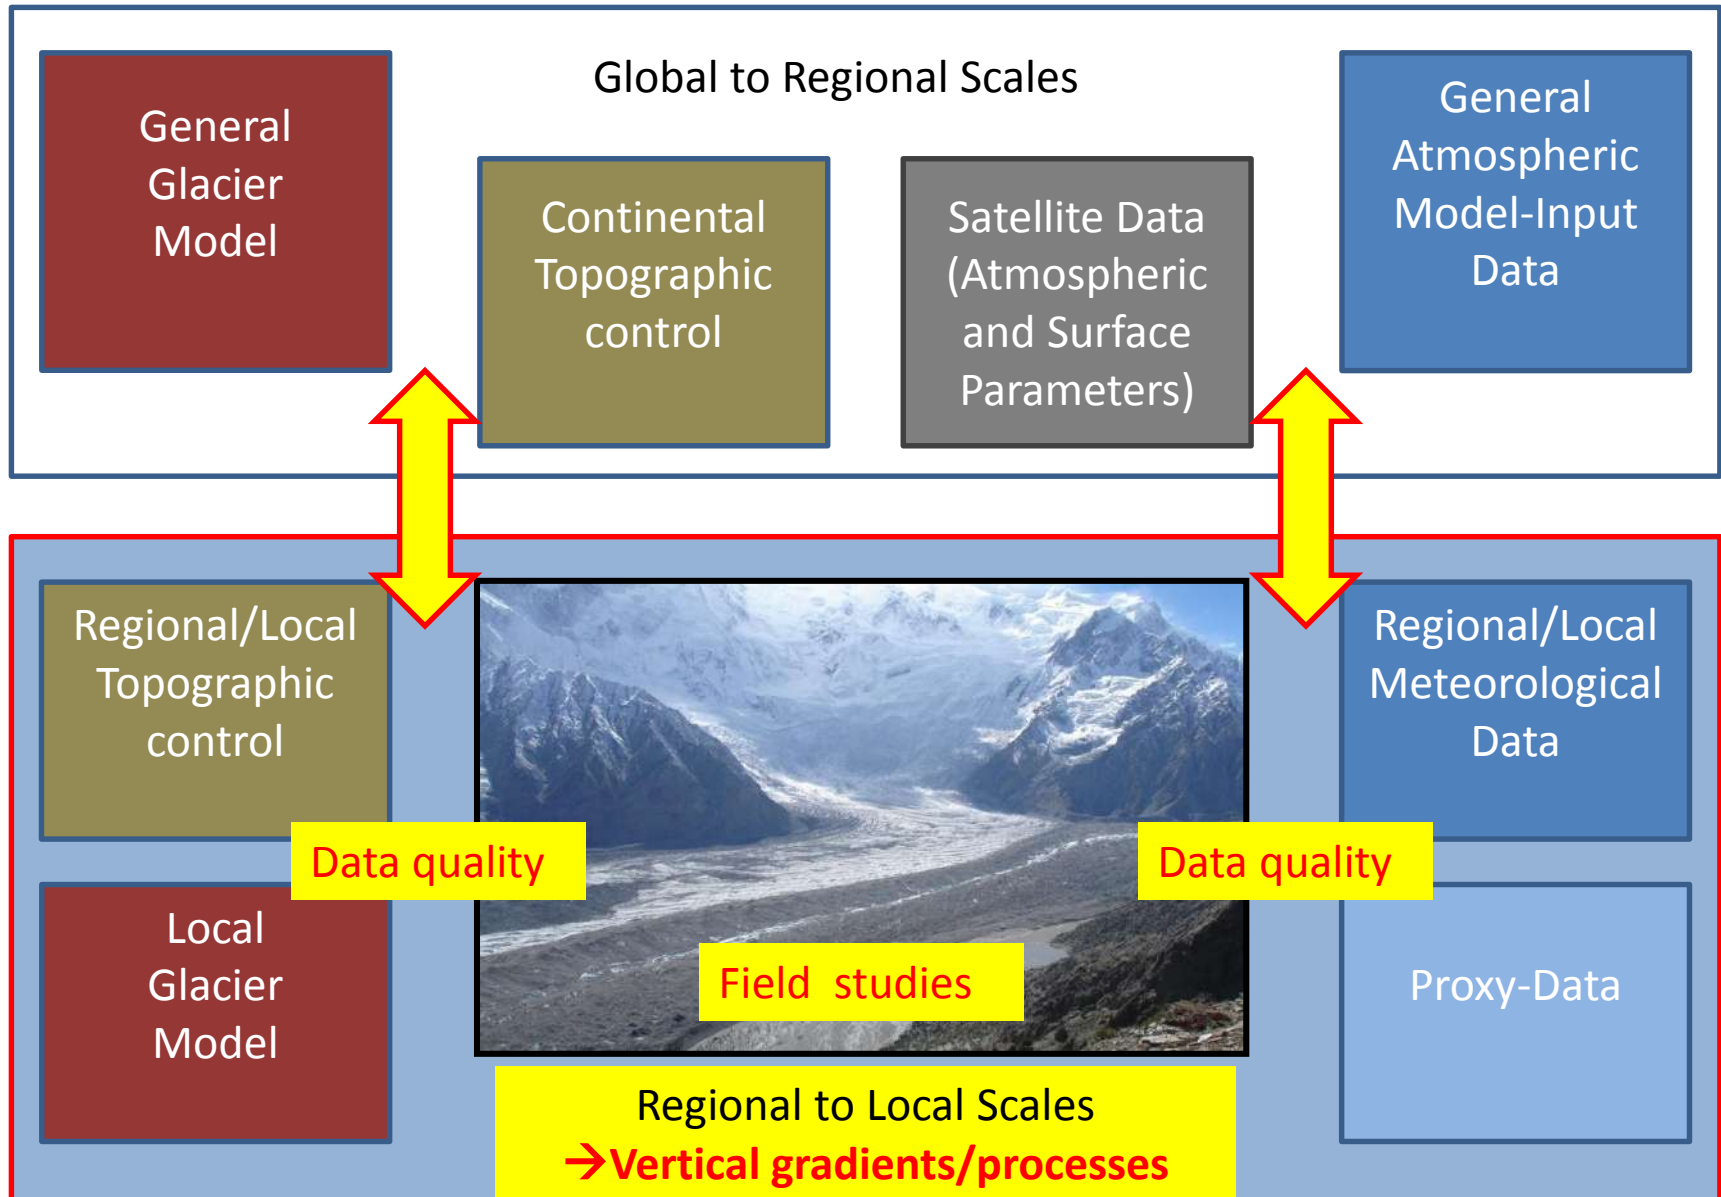 Global to Regional Scales
General
Glacier
Model
Continental
Topographic
control
Satellite Data
(Atmospheric
and Surface
Parameters)
General
Atmospheric
Model-Input
Data
Regional/Local
Topographic
control
Regional/Local
Meteorological
Data
Data quality
Data quality
Local
Glacier
Model
Field  studies
Proxy-Data
Regional to Local Scales
→Vertical gradients/processes